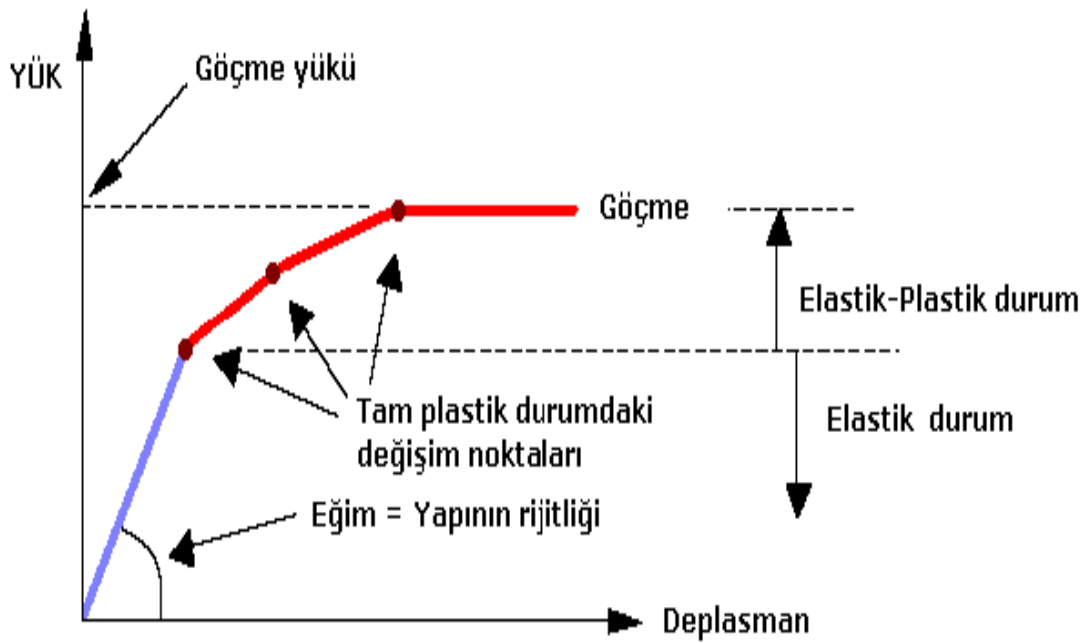 YÜK
Göçme yükü
Göçme
Elastik-Plastik durum
Elastik durum
Tam plastik durumdaki
değişim noktaları
Eğim = Yapının rijitliği
Deplasman